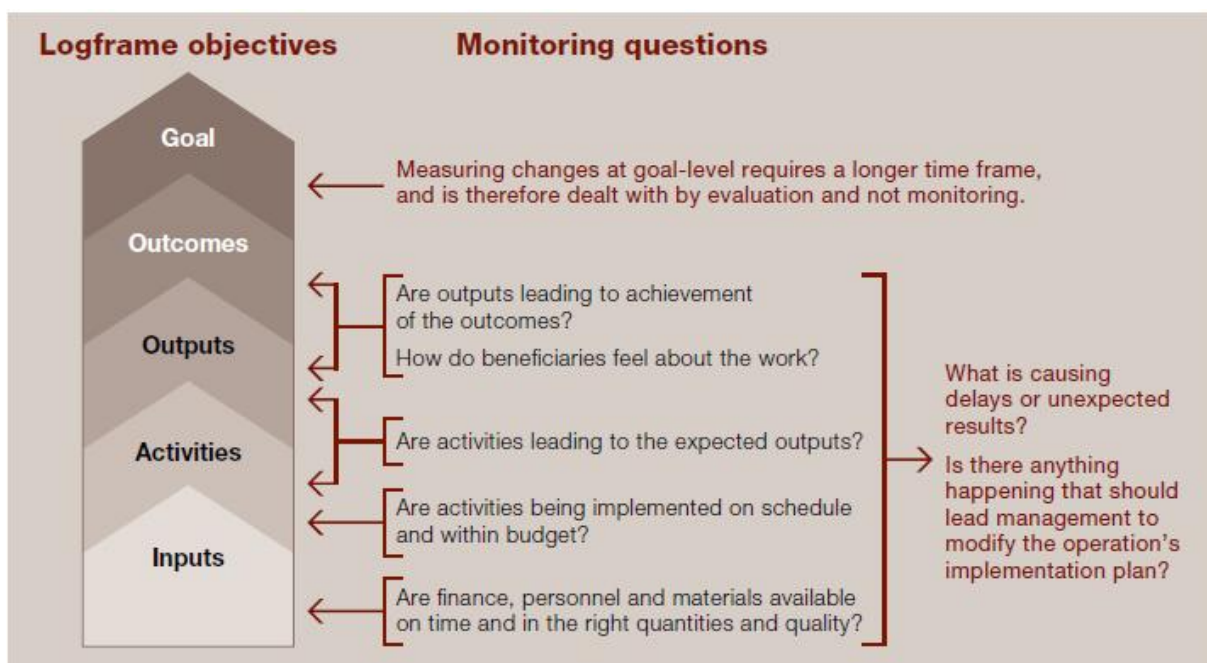 Logframe objectives
Monitoring questions
Goal
Measuring changes at goal-level requires a longer time frame,
and is therefore dealt with by evaluation and not monitoring.
Outcomes
Are outputs leading to achievement
of the outcomes?
How do beneficiaries feel about the work?
Outputs
Are activities leading to the expected outputs?
Activities
Are activities being implemented on schedule
and within budget?
Inputs
Are finance, personnel and materials available
on time and in the right quantities and quality?
What is causing
delays or unexpected
results?
Is there anything
happening that should
lead management to
modify the operation's
implementation plan?